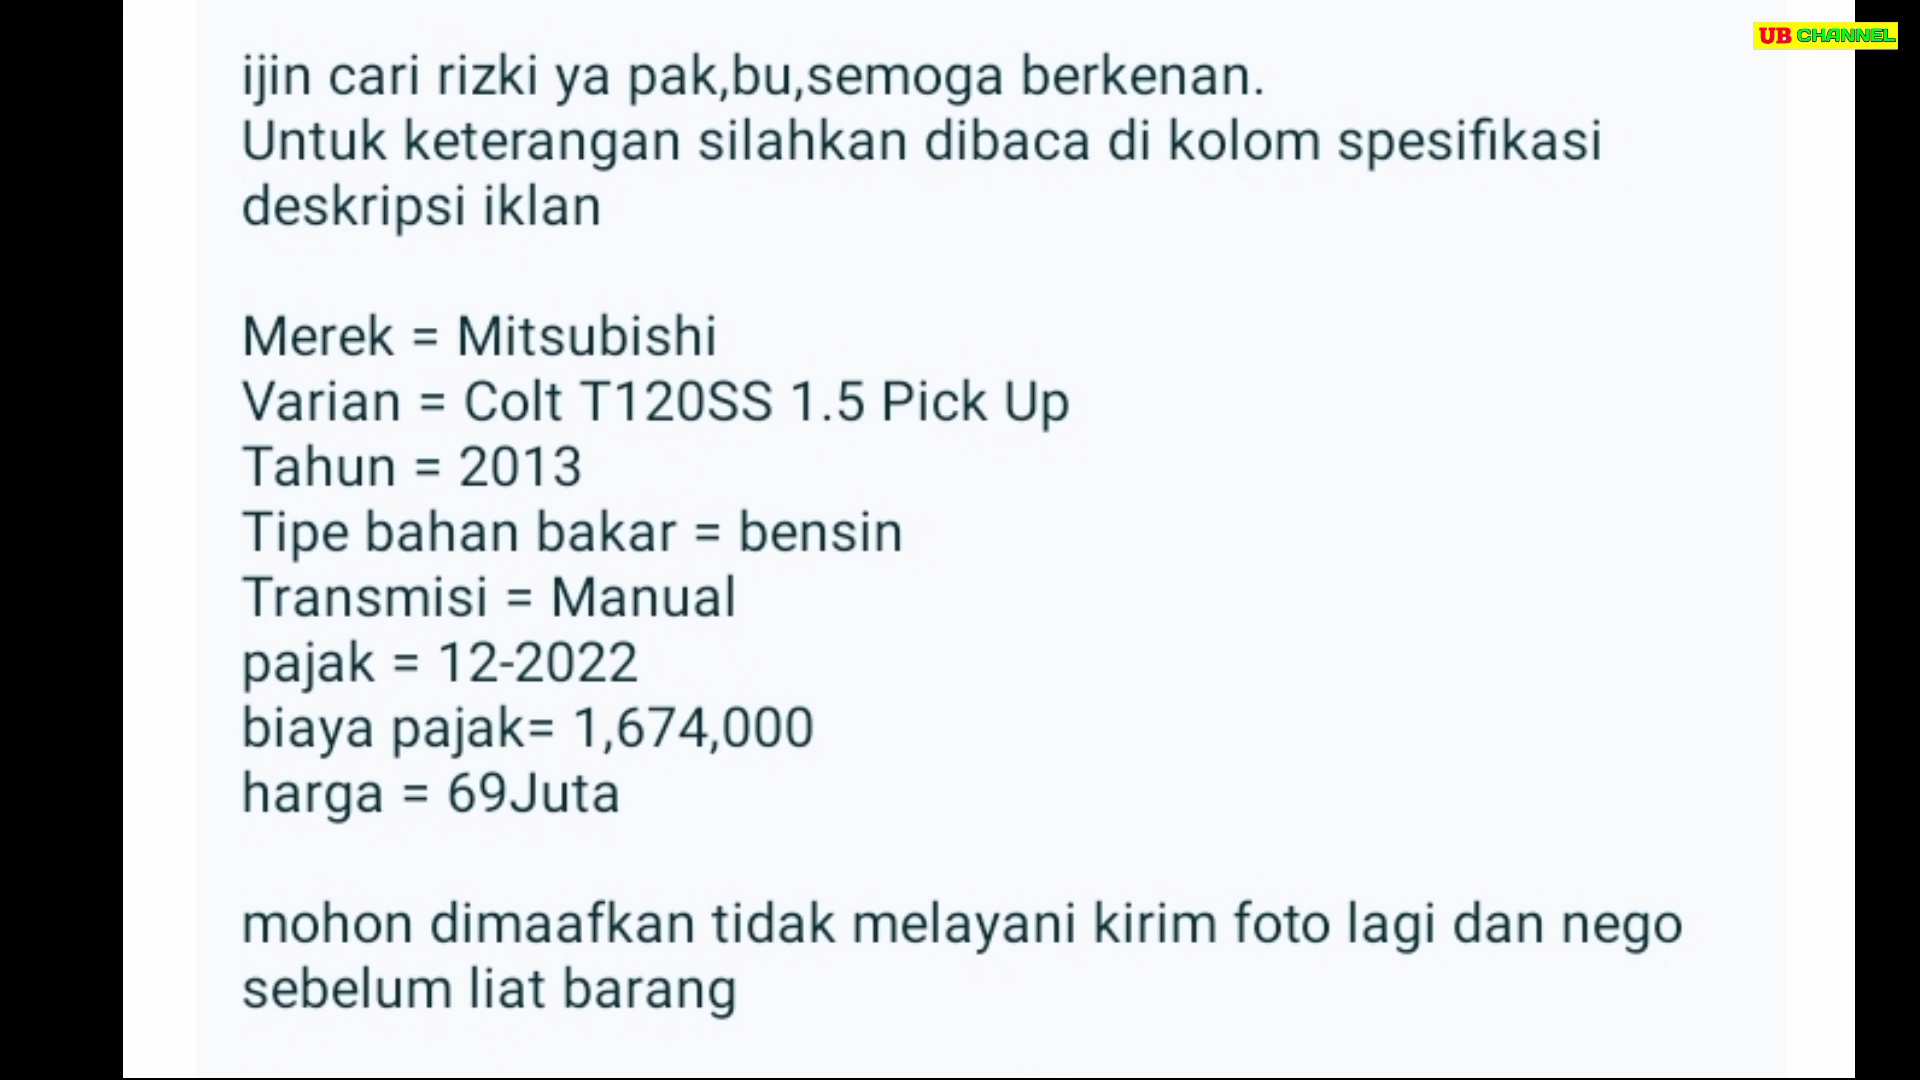 UB CHANNEL
ijin cari rizki ya pak,bu,semoga berkenan.
Untuk keterangan silahkan dibaca di kolom spesifikasi
deskripsi iklan
Merek = Mitsubishi
Varian = Colt T120SS 1.5 Pick Up
Tahun = 2013
Tipe bahan bakar = bensin
Transmisi = Manual
pajak = 12-2022
biaya pajak= 1,674,000
harga = 69Juta
mohon dimaafkan tidak melayani kirim foto lagi dan nego
sebelum liat barang